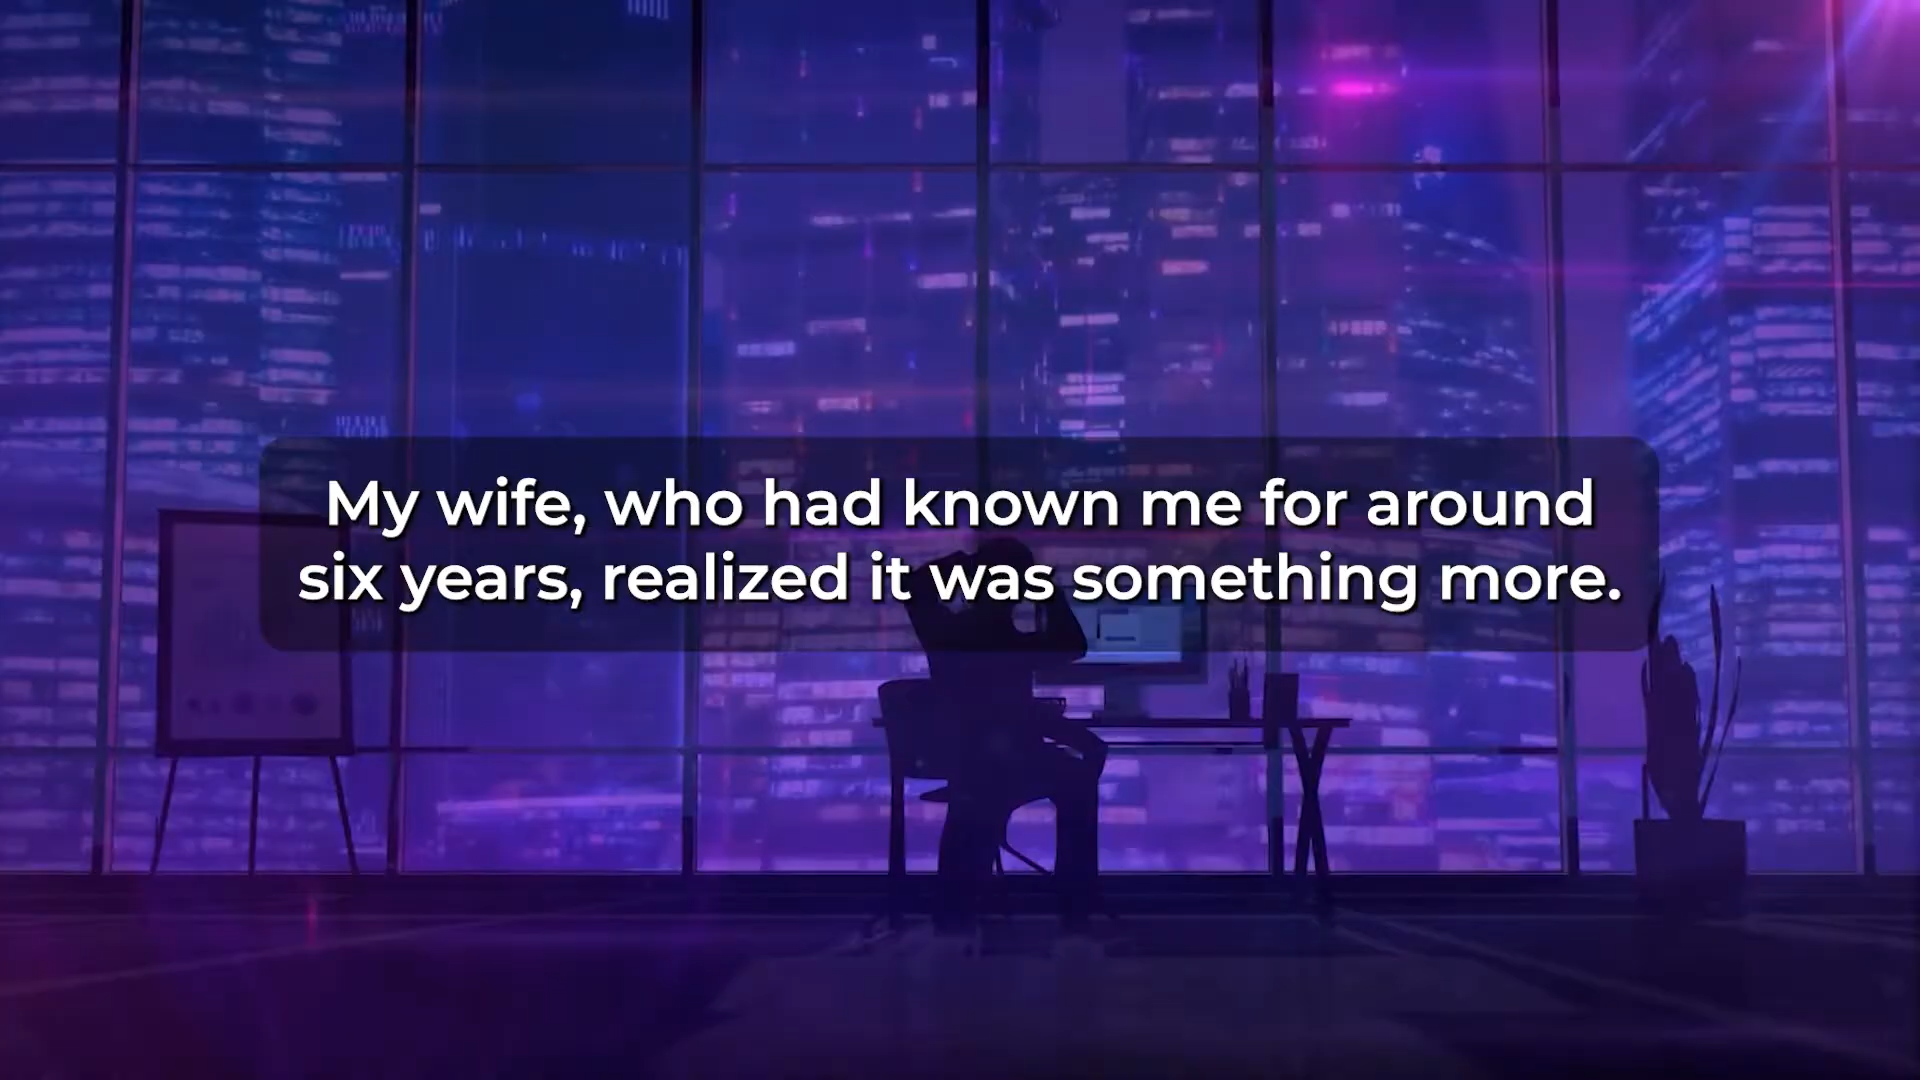 My wife, who had known me for around
six years, realized it was something more.